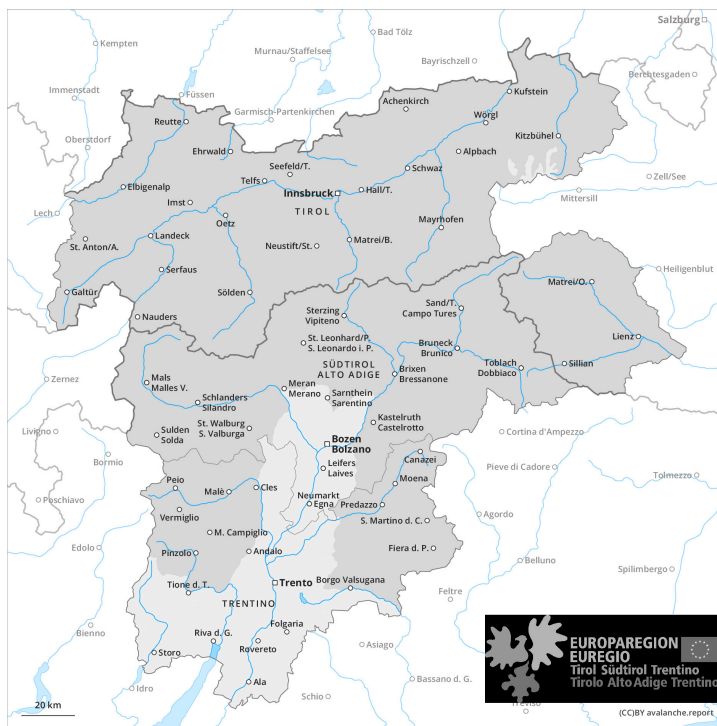 Salzburg
Kempten
Bad Tölz
Murnau/Staffelsee
Bayrischzell
Berchtesgaden
Immenstadt
Füssen
Achenkirch
Kufstein
Garmisch-Partenkirchen
Reutte
Wörgl
Kitzbühel
Oberstdorf
Ehrwald
Alpbach
Seefeld/T.
Schwaz
Telfs
Zell/See
Elbigenalp
Innsbruck
Hall/T.
Mittersill
Imst
TIROL
Lech
Oetz
Mayrhofen
Landeck
Neustift/St.
Matrei/B.
St. Anton/A.
Serfaus
Heiligenblut
Galtür
Sölden
Matrei/O.
Nauders
Sterzing
Vipiteno
Sand/T.
Campo Tures
Lienz
St. Leonhard/P.
S. Leonardo i. P.
Bruneck
Brunico
Toblach
Dobbiaco
Sillian
SÜDTIROL
ALTO ADIGE
Brixen
Bressanone
Zernez
Mals
Malles V.
Meran
Merano
Sarnthein
Sarentino
Schlanders
Silandro
Kastelruth
Castelrotto
Livigno
Sulden
Solda
St. Walburg
S. Valburga
Bozen
Bolzano
Cortina d'Ampezzo
Bormio
Canazei
Pieve di Cadore
Leifers
Laives
Tolmezzo
Poschiavo
Peio
Malè
Cles
Moena
Neumarkt
Egna
Predazzo
Vermiglio
Agordo
S. Martino d. C.
M. Campiglio
Edolo
Pinzolo
Andalo
Fiera d. P.
Belluno
Spilimbergo
Trento
Borgo Valsugana
Tione d. T.
Feltre
TRENTINO
Folgaria
Bienno
Riva d. G.
Rovereto
Asiago
Storo
Bassano d. G.
Ala
Idro
Schio
Treviso
20 km
EUROPAREGION
EUREGIO
Tirol Südtirol Trentino
Tirolo Alto Adige Trentino
(CC)BY avalanche.report